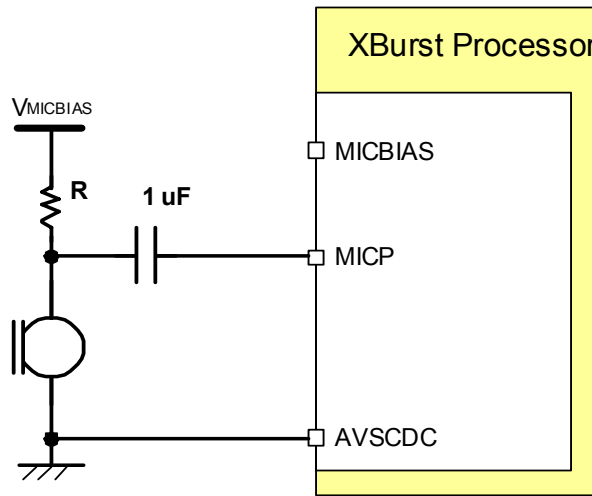 XBurst Processor
VMICBIAS
MICBIAS
R
1 uF
MICP
AVSCDC